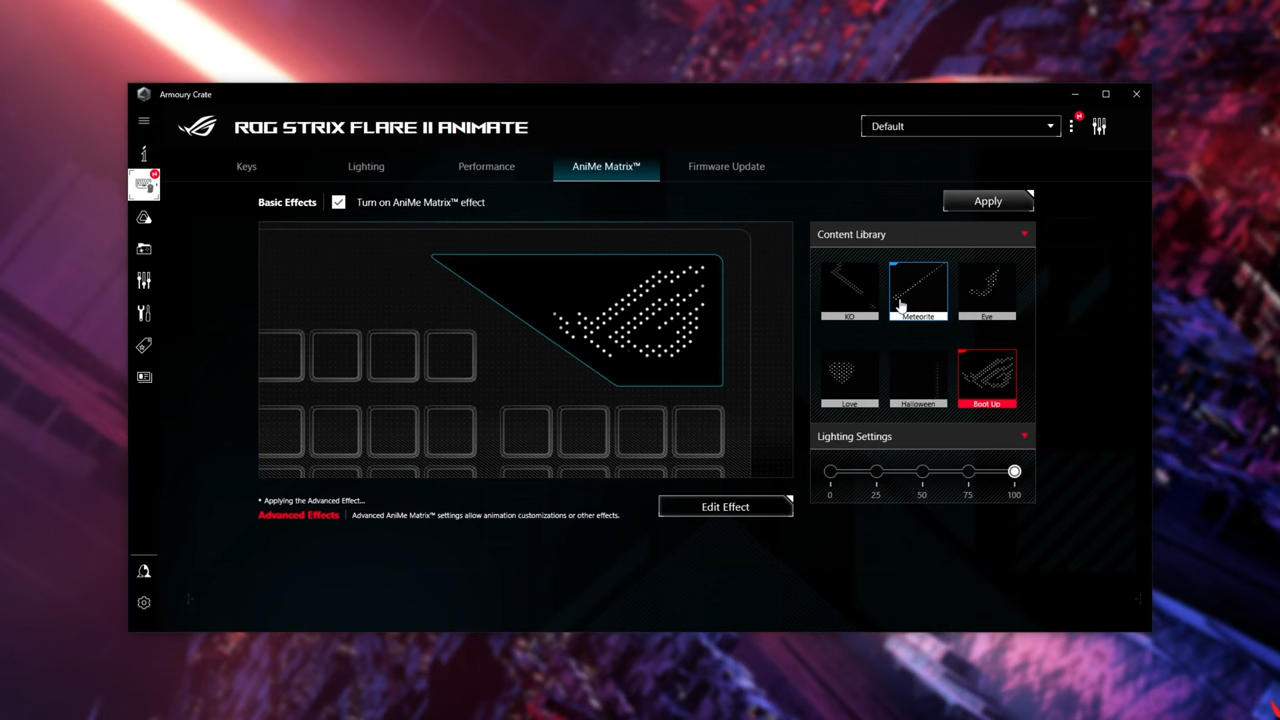 Armoury Crate
ROG STRIX FLARE II ANIMATE
Default
Keys
Lighting
Performance
AniMe Matrix™
Firmware Update
Basic Effects
Turn on AniMe Matrix™ effect
Apply
Content Library
KO
Meteorite
Eye
Love
Halloween
Boot Up
Lighting Settings
0 25 50 75 100
• Applying the Advanced Effect...
Advanced Effects
Advanced AniMe Matrix™ settings allow animation customizations or other effects.
Edit Effect